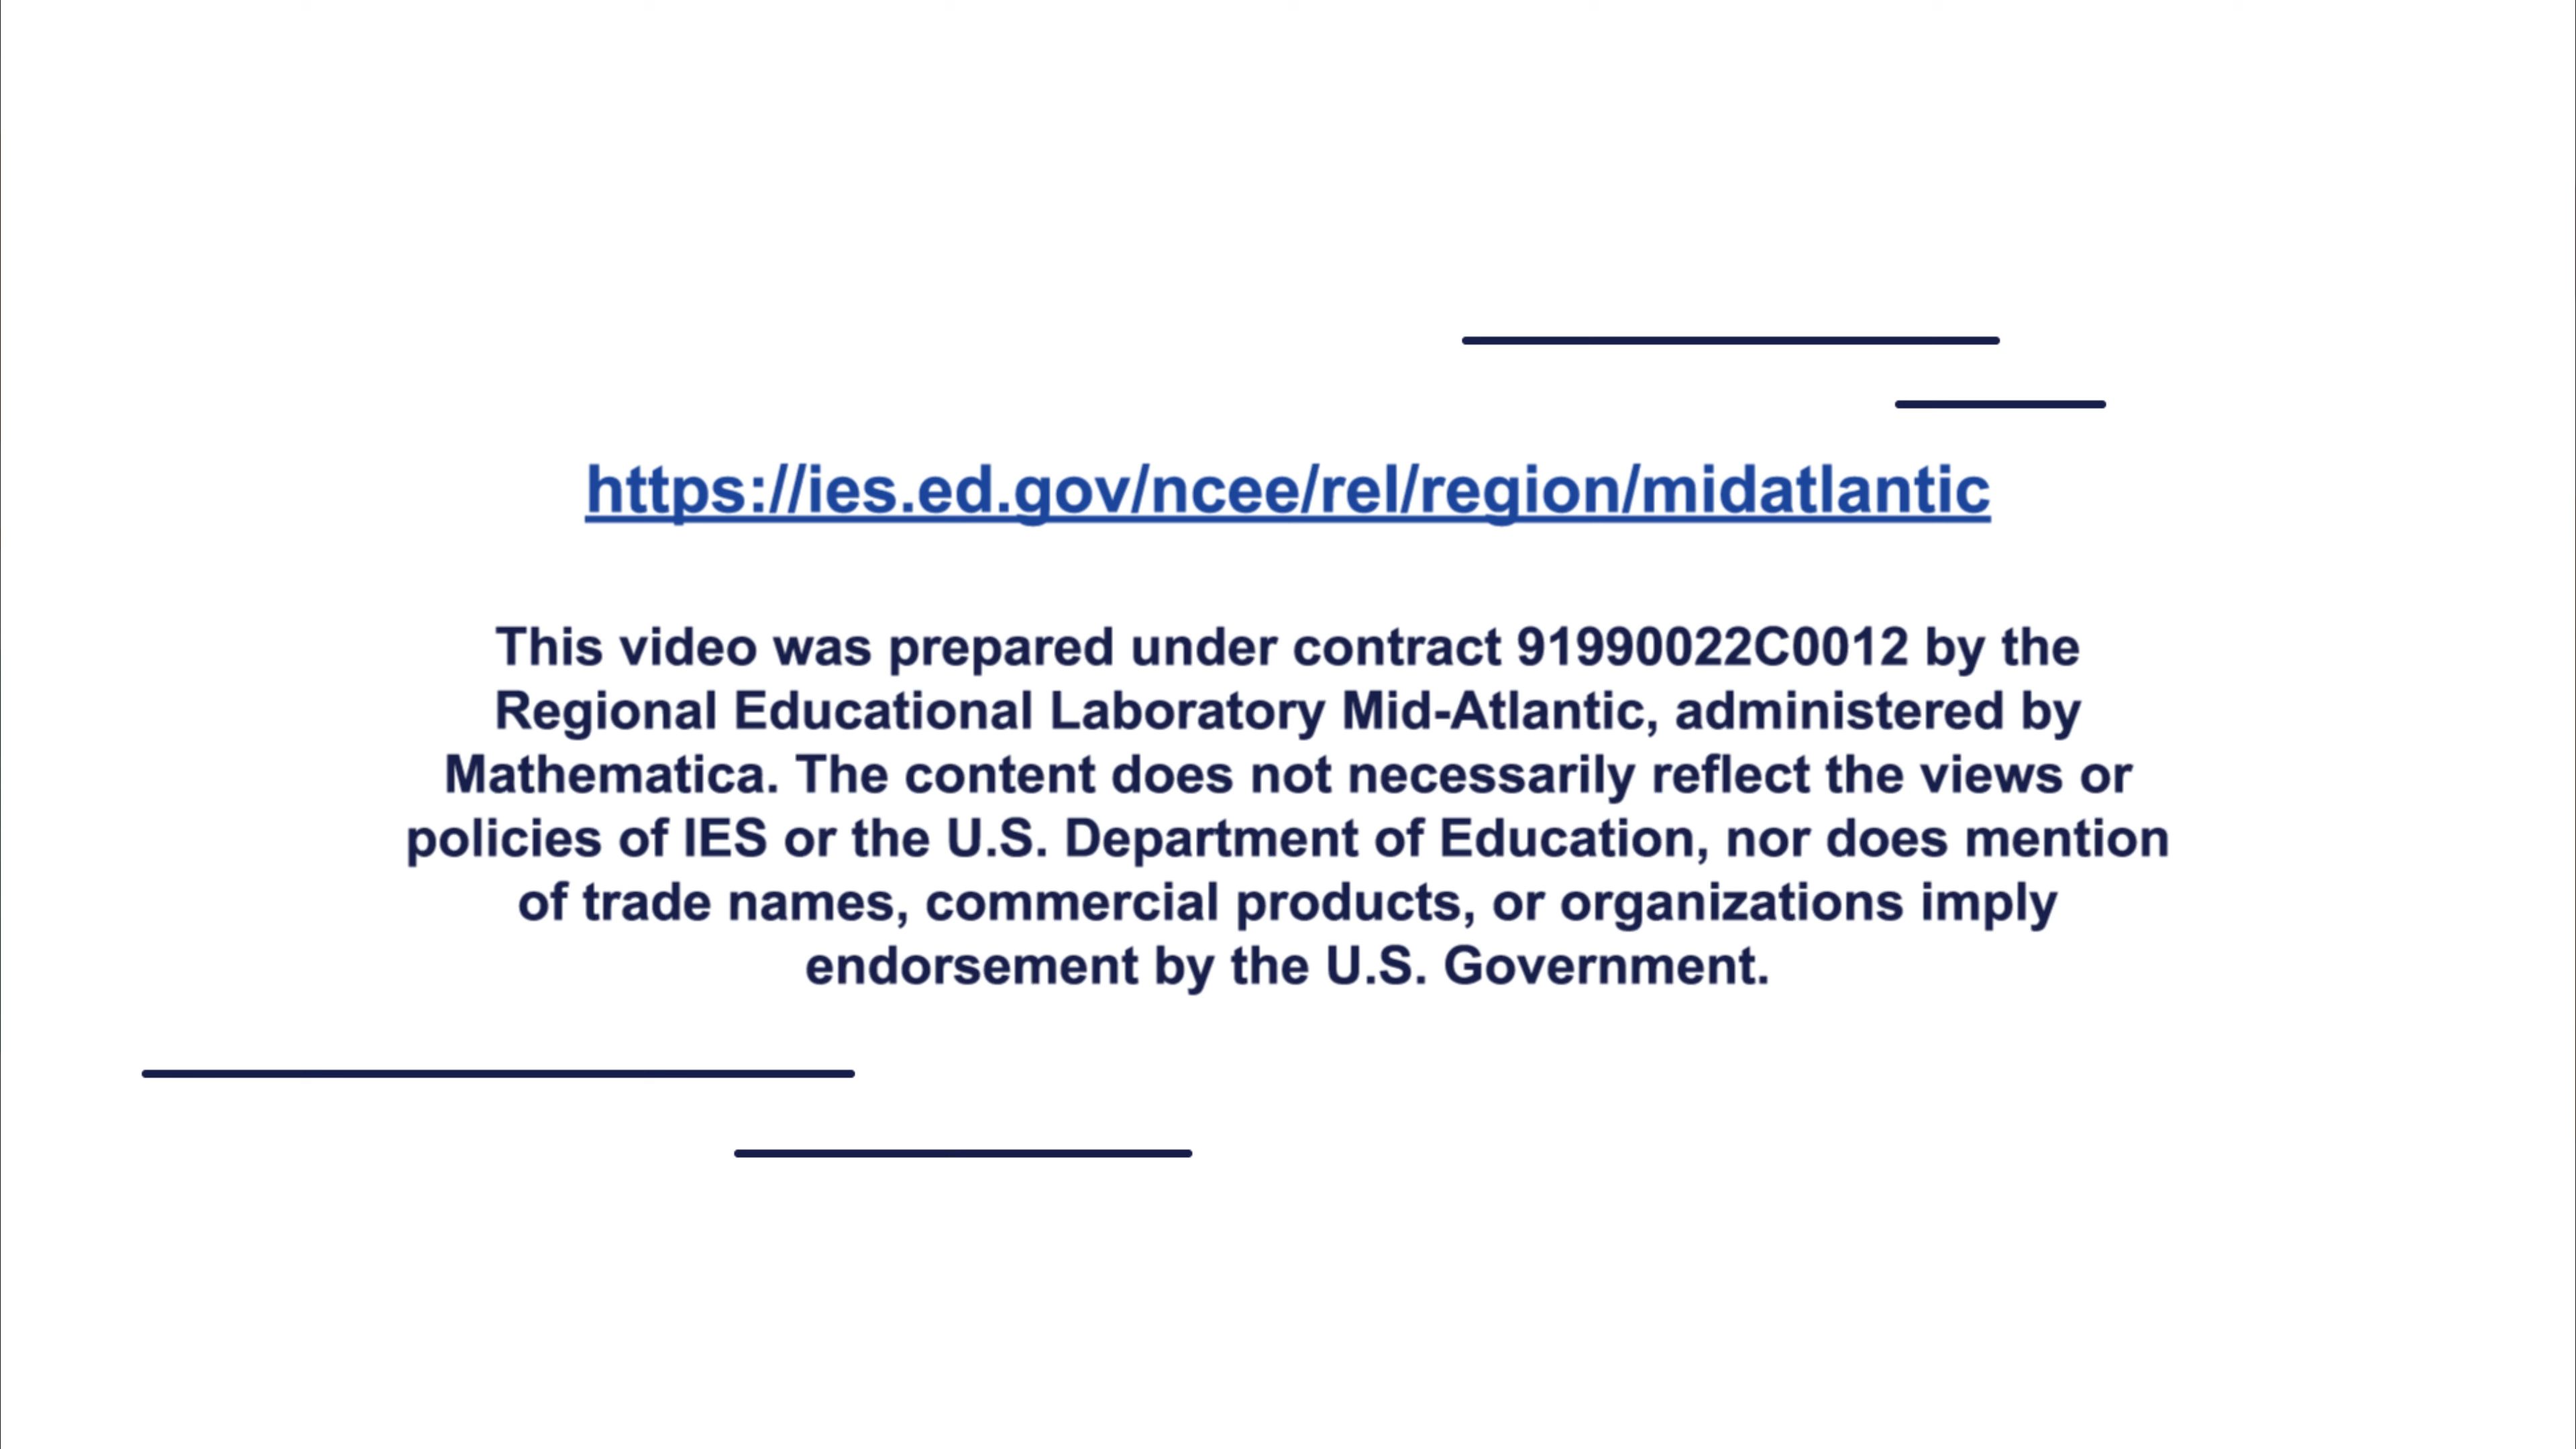 https://ies.ed.gov/ncee/rel/region/midatlantic
This video was prepared under contract 91990022C0012 by the
Regional Educational Laboratory Mid-Atlantic, administered by
Mathematica. The content does not necessarily reflect the views or
policies of IES or the U.S. Department of Education, nor does mention
of trade names, commercial products, or organizations imply
endorsement by the U.S. Government.